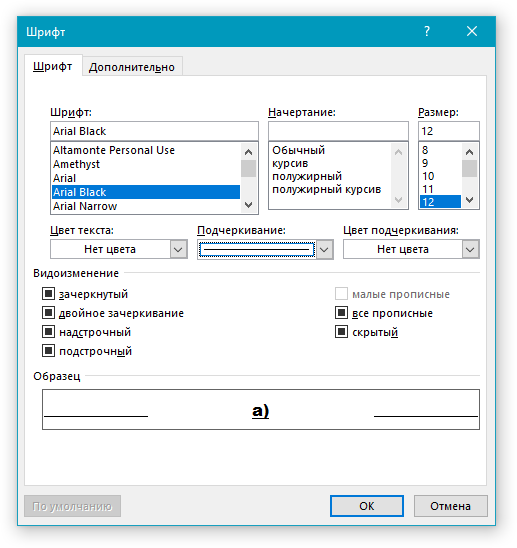 Шрифт
?
Шрифт Дополнительно
Шрифт: Начертание: Размер:
Arial Black 12
Altamonte Personal Use Обычный 8
Amethyst курсив 9
Arial полужирный 10
Arial Black полужирный курсив 11
Arial Narrow 12
Цвет текста: Подчеркивание: Цвет подчеркивания:
Нет цвета Нет цвета
Видоизменение
зачеркнутый малые прописные
двойное зачеркивание все прописные
надстрочный скрытый
подстрочный
Образец
а)
По умолчанию ОК Отмена